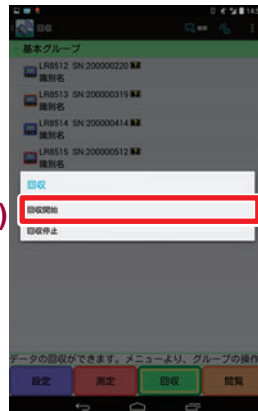 回収
基本グループ
LR8512 SN:200000220
識別名
LR8513 SN:200000319
識別名
LR8514 SN:200000414
識別名
LR8515 SN:200000512
識別名
回収
回収開始
回収停止
データの回収ができます。メニューより、グループの操作
設定 測定 回収 閲覧